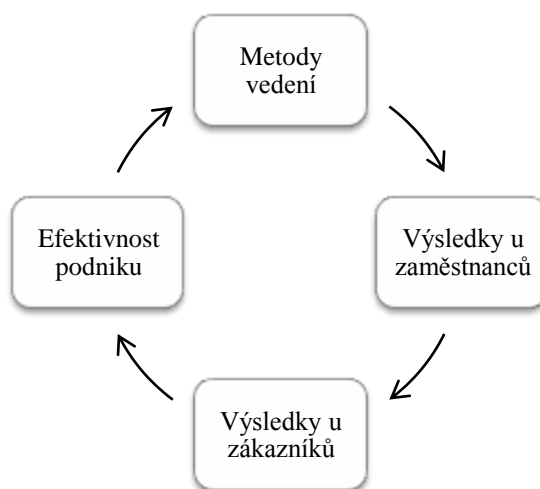 Metody
vedení
Efektivnost
podniku
Výsledky u
zaměstnanců
Výsledky u
zákazníků